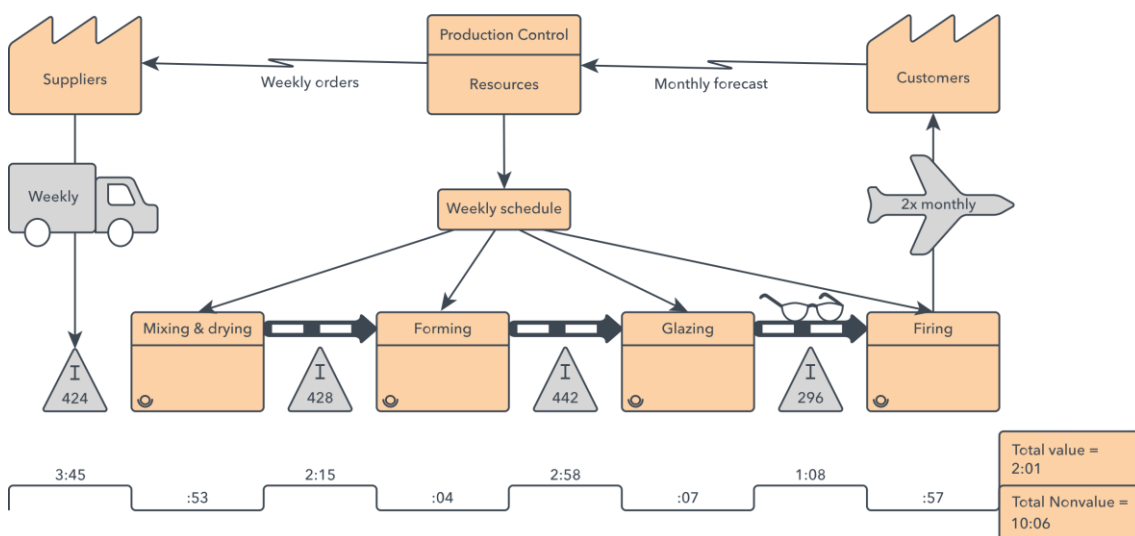 Production Control
Suppliers
Resources
Customers
Weekly orders
Monthly forecast
Weekly
Weekly schedule
2x monthly
Mixing & drying
Forming
Glazing
Firing
I
424
I
428
I
442
I
296
3:45
:53
2:15
:04
2:58
:07
1:08
:57
Total value =
2:01
Total Nonvalue =
10:06